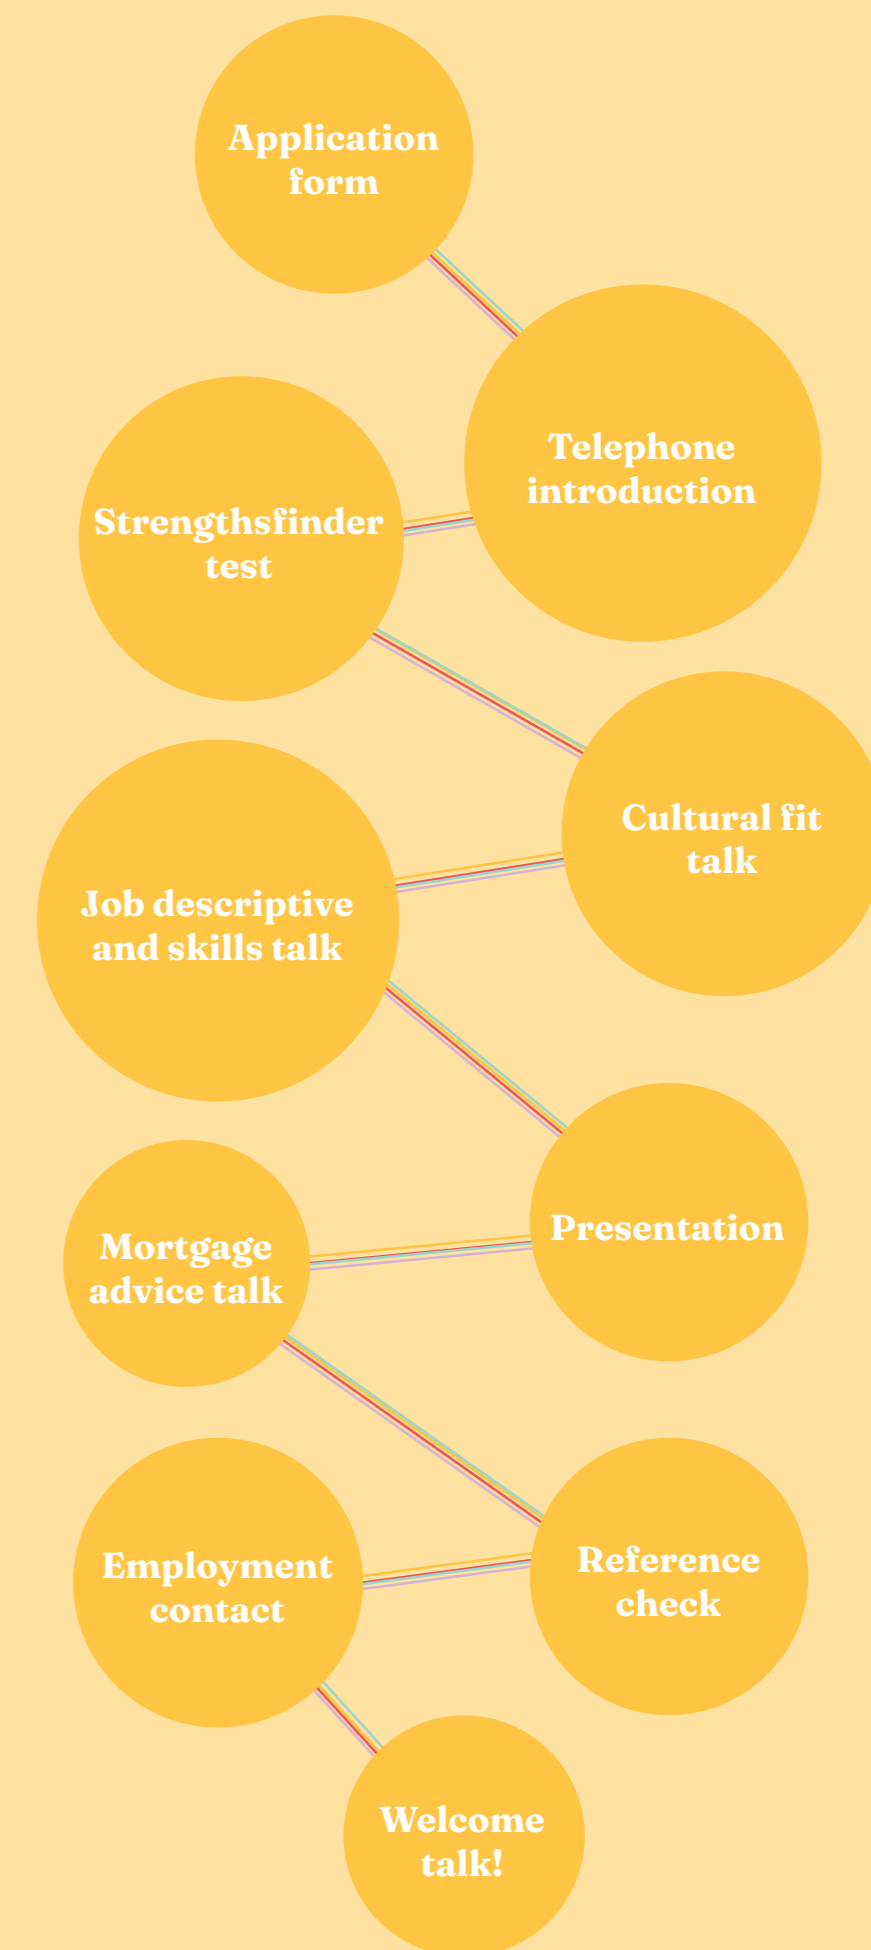 Application
form
Telephone
introduction
Strengthsfinder
test
Cultural fit
talk
Job descriptive
and skills talk
Presentation
Mortgage
advice talk
Reference
check
Employment
contact
Welcome
talk!